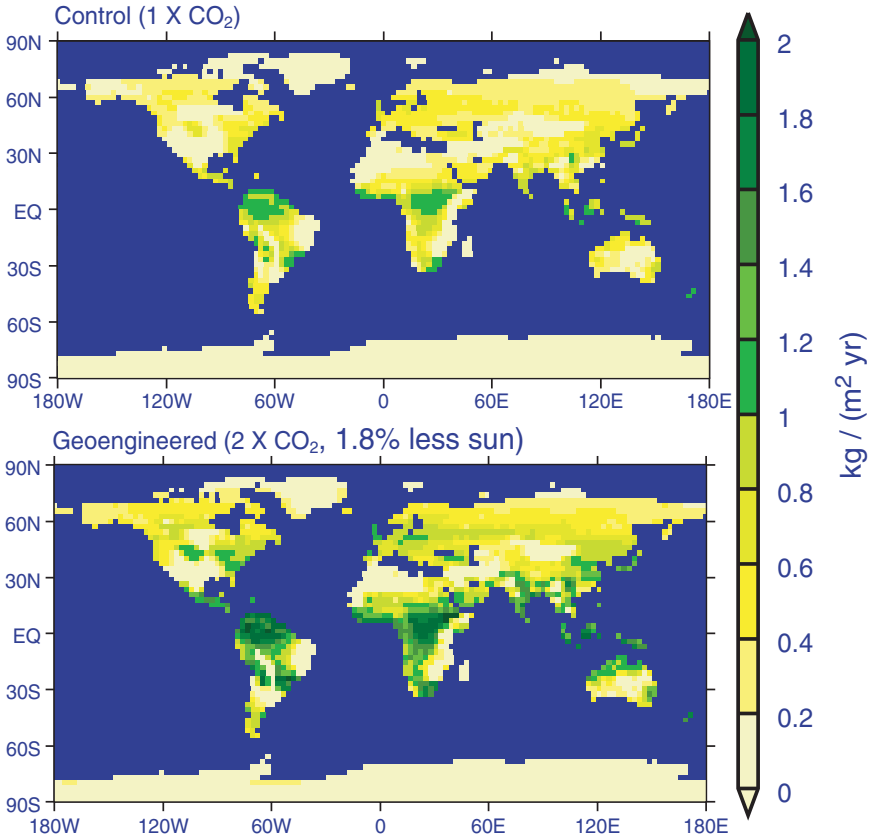 Control (1 X CO₂)
90N
60N
30N
EQ
30S
60S
90S
180W 120W 60W 0 60E 120E 180E
Geoengineered (2 X CO₂, 1.8% less sun)
90N
60N
30N
EQ
30S
60S
90S
180W 120W 60W 0 60E 120E 180E
2
1.8
1.6
1.4
1.2
1
0.8
0.6
0.4
0.2
0
kg / (m² yr)